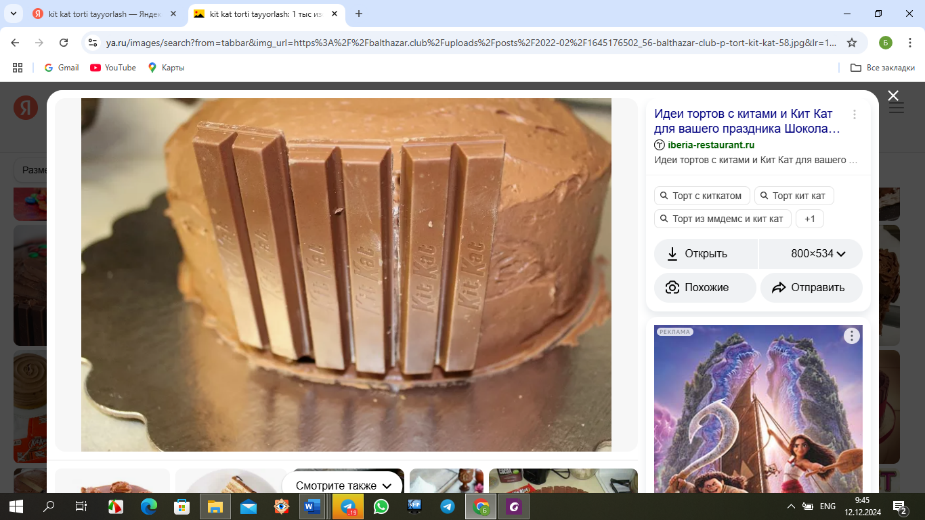 kit kat torti tayyorlash — Яндек
kit kat torti tayyorlash: 1 тыс из
ya.ru/images/search?from=tabbar&img_url=https%3A%2F%2Fbalthazar.club%2Fuploads%2Fposts%2F2022-02%2F1645176502_56-balthazar-club-p-tort-kit-kat-58.jpg&lr=1...
Б
Gmail
YouTube
Карты
Все закладки
Я
Разме
Kit Kat
Kit Kat
Kit Kat
Kit Kat
Идеи тортов с китами и Кит Кат
для вашего праздника Шокола...
iberia-restaurant.ru
Идеи тортов с китами и Кит Кат для вашего ...
Торт с киткатом
Торт кит кат
Торт из ммдемс и кит кат
+1
Открыть
800×534
Похожие
Отправить
РЕКЛАМА
Смотрите также
ENG
9:45
12.12.2024
2